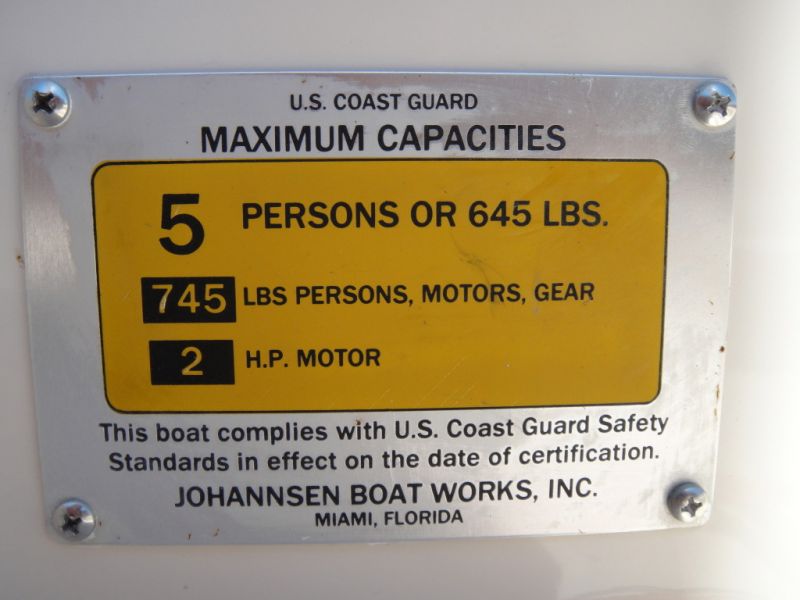 U.S. COAST GUARD
MAXIMUM CAPACITIES
5 PERSONS OR 645 LBS.
745 LBS PERSONS, MOTORS, GEAR
2 H.P. MOTOR
This boat complies with U.S. Coast Guard Safety
Standards in effect on the date of certification.
JOHANNSEN BOAT WORKS, INC.
MIAMI, FLORIDA